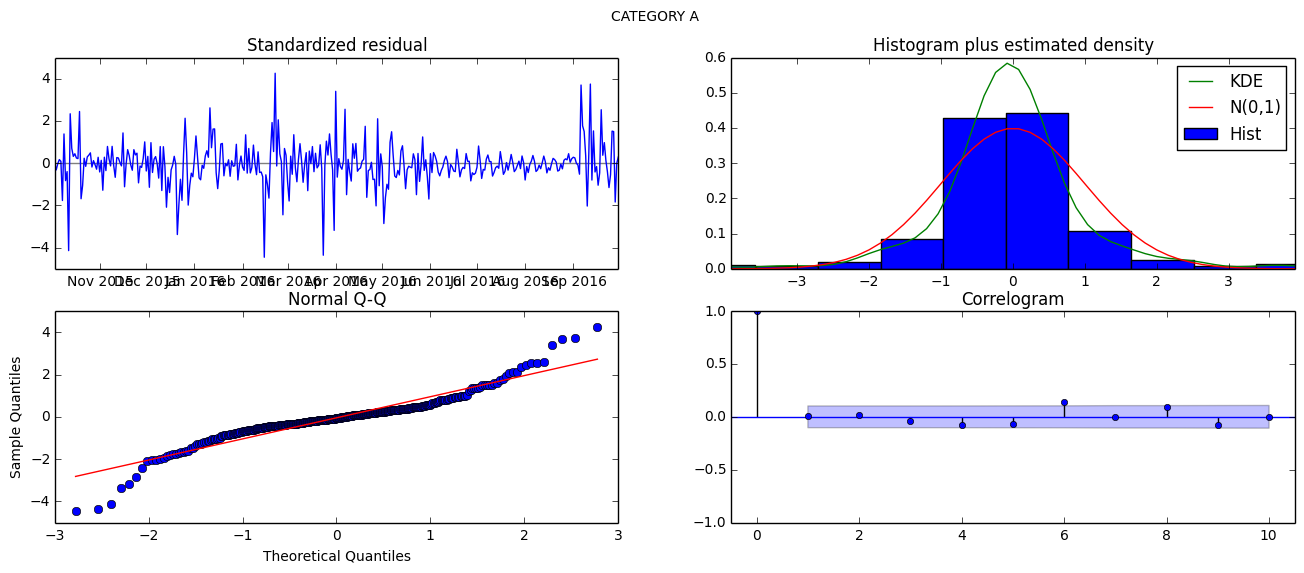 CATEGORY A
Standardized residual
4
2
0
−2
−4
Nov 2015 Dec 2015 Jan 2016 Feb 2016 Mar 2016 Apr 2016 May 2016 Jun 2016 Jul 2016 Aug 2016 Sep 2016
Histogram plus estimated density
0.6
0.5
0.4
0.3
0.2
0.1
0.0
KDE
N(0,1)
Hist
−3 −2 −1 0 1 2 3
Normal Q-Q
Sample Quantiles
4
2
0
−2
−4
−3 −2 −1 0 1 2 3
Theoretical Quantiles
Correlogram
1.0
0.5
0.0
−0.5
−1.0
0 2 4 6 8 10